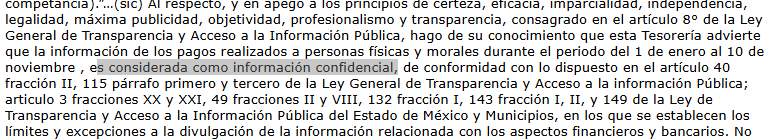 competancia)."...(sic) Al respecto, y en apego a los principios de certeza, eficacia, imparcialidad, independencia,
legalidad, máxima publicidad, objetividad, profesionalismo y transparencia, consagrado en el artículo 8º de la Ley
General de Transparencia y Acceso a la Información Pública, hago de su conocimiento que esta Tesorería advierte
que la información de los pagos realizados a personas físicas y morales durante el periodo del 1 de enero al 10 de
noviembre , es considerada como información confidencial, de conformidad con lo dispuesto en el artículo 40
fracción II, 115 párrafo primero y tercero de la Ley General de Transparencia y Acceso a la Información Pública;
articulo 3 fracciones XX y XXI, 49 fracciones II y VIII, 132 fracción I, 143 fracción I, II, y 149 de la Ley de
Transparencia y Acceso a la Información Pública del Estado de México y Municipios, en los que se establecen los
límites y excepciones a la divulgación de la información relacionada con los aspectos financieros y bancarios. No